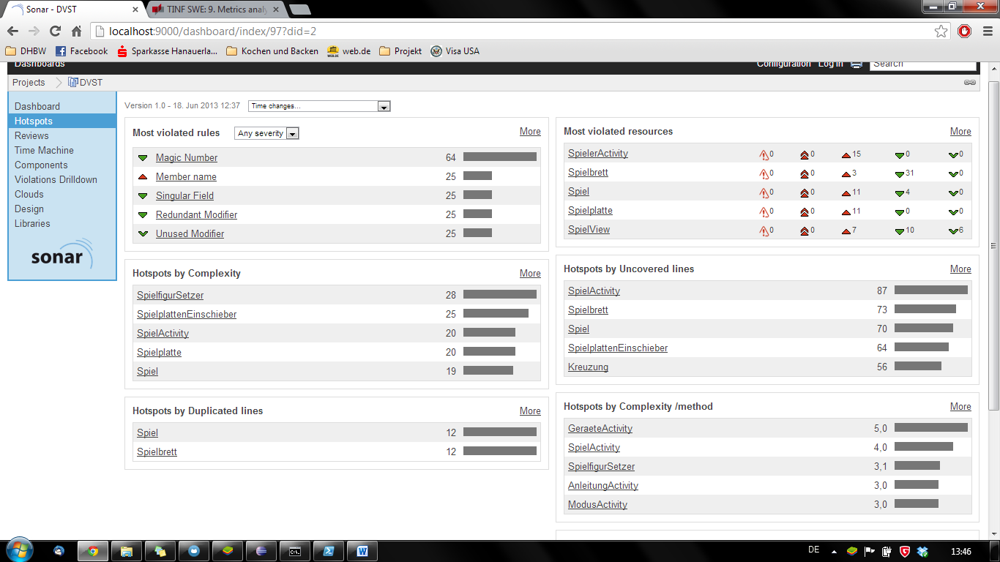 Sonar - DVST
TINF SWE: 9. Metrics anal
localhost:9000/dashboard/index/97?did=2
DHBW Facebook Sparkasse Hanauerla... Kochen und Backen web.de Projekt Visa USA
Dashboards Configuration Log in Search
Projects DVST
Dashboard
Hotspots
Reviews
Time Machine
Components
Violations Drilldown
Clouds
Design
Libraries
sonar
Version 1.0 - 18. Jun 2013 12:37 Time changes...
Most violated rules Any severity More
Magic Number 64
Member name 25
Singular Field 25
Redundant Modifier 25
Unused Modifier 25
Hotspots by Complexity More
SpielfigurSetzer 28
SpielplattenEinschieber 25
SpielActivity 20
Spielplatte 20
Spiel 19
Hotspots by Duplicated lines More
Spiel 12
Spielbrett 12
Most violated resources More
SpielerActivity 0 0 15 0 0
Spielbrett 0 0 3 31 0
Spiel 0 0 11 4 0
Spielplatte 0 0 11 0 0
SpielView 0 0 7 10 6
Hotspots by Uncovered lines More
SpielActivity 87
Spielbrett 73
Spiel 70
SpielplattenEinschieber 64
Kreuzung 56
Hotspots by Complexity /method More
GeraeteActivity 5,0
SpielActivity 4,0
SpielfigurSetzer 3,1
AnleitungActivity 3,0
ModusActivity 3,0
DE 13:46